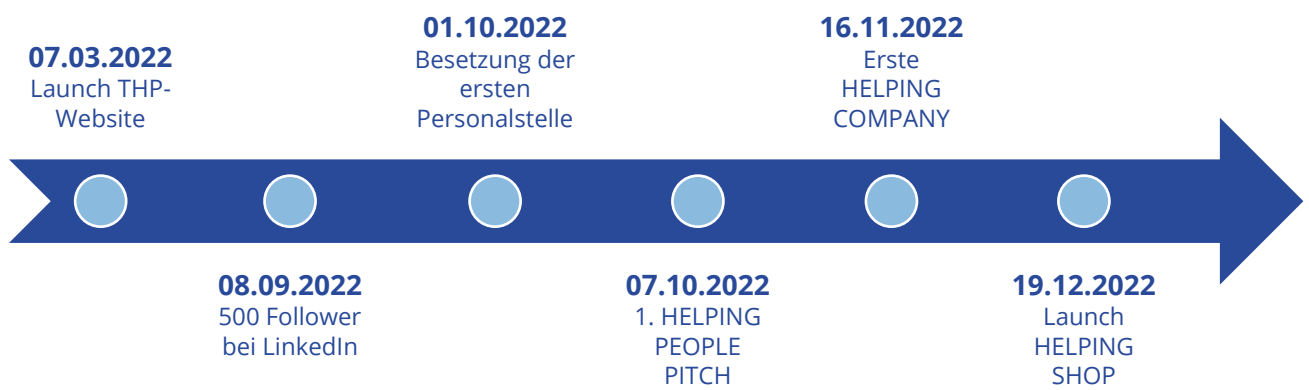 07.03.2022
Launch THP-
Website
08.09.2022
500 Follower
bei LinkedIn
01.10.2022
Besetzung der
ersten
Personalstelle
07.10.2022
1. HELPING
PEOPLE
PITCH
16.11.2022
Erste
HELPING
COMPANY
19.12.2022
Launch
HELPING
SHOP